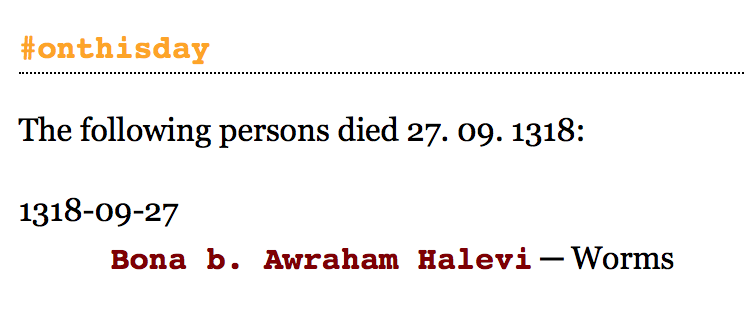 #onthisday
The following persons died 27. 09. 1318:
1318-09-27
Bona b. Awraham Halevi — Worms